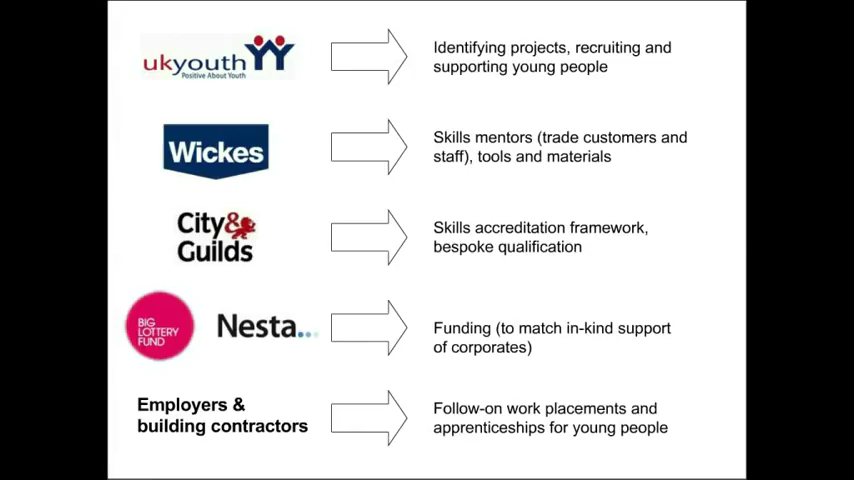 ukyouth
Positive About Youth
Identifying projects, recruiting and
supporting young people
Wickes
Skills mentors (trade customers and
staff), tools and materials
City&
Guilds
Skills accreditation framework,
bespoke qualification
BIG
LOTTERY
FUND
Nesta...
Funding (to match in-kind support
of corporates)
Employers &
building contractors
Follow-on work placements and
apprenticeships for young people